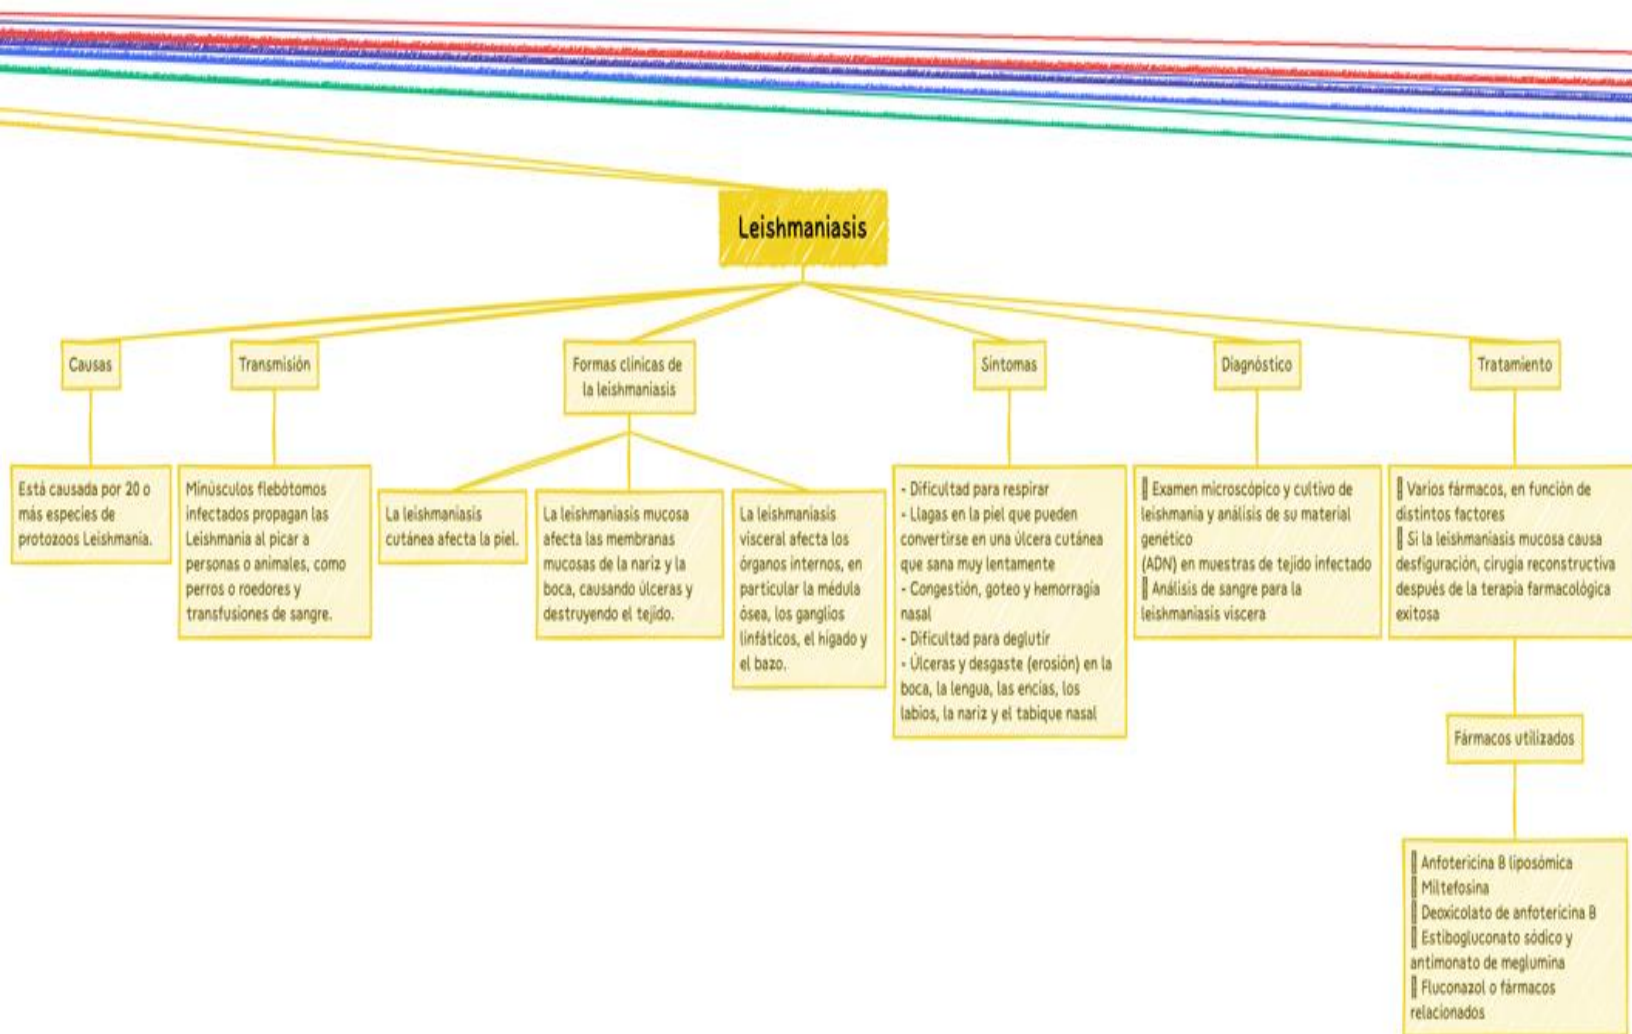 Leishmaniasis
Causas
Está causada por 20 o
más especies de
protozoos Leishmania.
Transmisión
Minúsculos flebótomos
infectados propagan las
Leishmania al picar a
personas o animales, como
perros o roedores y
transfusiones de sangre.
Formas clínicas de
la leishmaniasis
La leishmaniasis
cutánea afecta la piel.
La leishmaniasis mucosa
afecta las membranas
mucosas de la nariz y la
boca, causando úlceras y
destruyendo el tejido.
La leishmaniasis
visceral afecta los
órganos internos, en
particular la médula
ósea, los ganglios
linfáticos, el hígado y
el bazo.
Síntomas
- Dificultad para respirar
- Llagas en la piel que pueden
convertirse en una úlcera cutánea
que sana muy lentamente
- Congestión, goteo y hemorragia
nasal
- Dificultad para deglutir
- Úlceras y desgaste (erosión) en la
boca, la lengua, las encías, los
labios, la nariz y el tabique nasal
Diagnóstico
Examen microscópico y cultivo de
leishmania y análisis de su material
genético
(ADN) en muestras de tejido infectado
Análisis de sangre para la
leishmaniasis viscera
Tratamiento
Varios fármacos, en función de
distintos factores
Si la leishmaniasis mucosa causa
desfiguración, cirugía reconstructiva
después de la terapia farmacológica
exitosa
Fármacos utilizados
Anfotericina B liposómica
Miltefosina
Deoxicolato de anfotericina B
Estibogluconato sódico y
antimonato de meglumina
Fluconazol o fármacos
relacionados